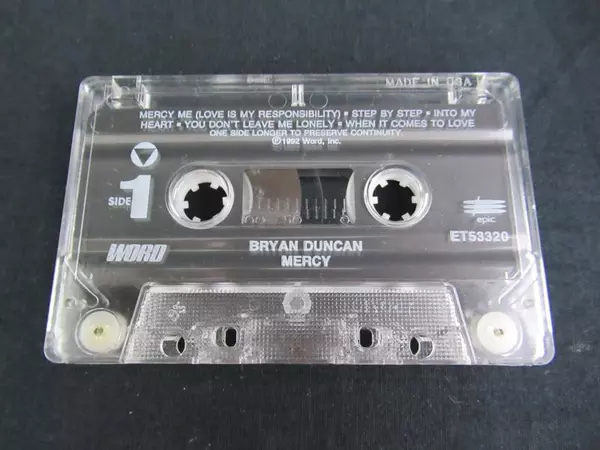 MADE IN USA
MERCY ME (LOVE IS MY RESPONSIBILITY) • STEP BY STEP • INTO MY
HEART • YOU DON'T LEAVE ME LONELY • WHEN IT COMES TO LOVE
ONE SIDE LONGER TO PRESERVE CONTINUITY.
℗1992 Word, Inc.
SIDE 1
epic
WORD
ET53320
BRYAN DUNCAN
MERCY